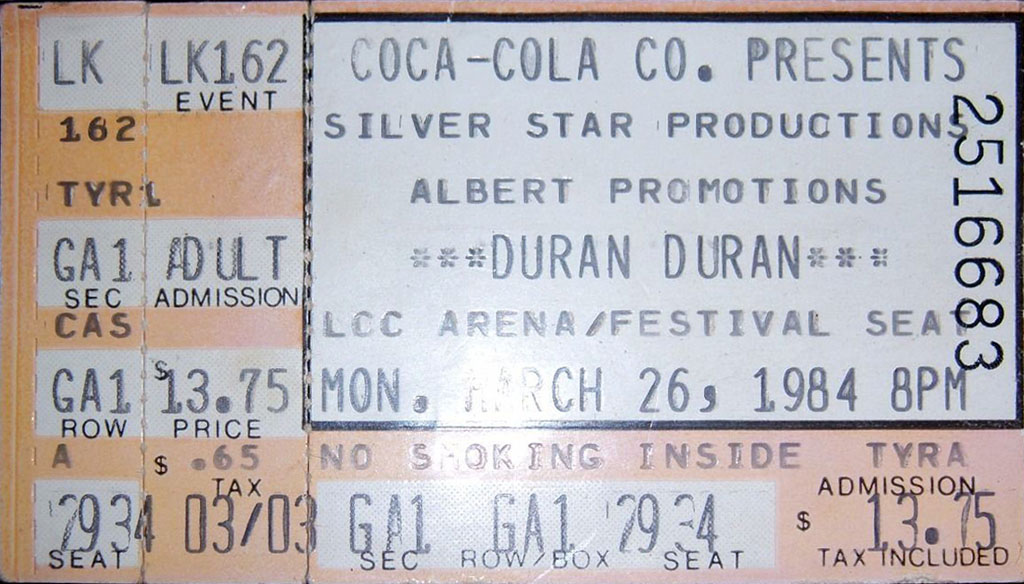 LK LK162
EVENT
162
TYR1
GA1 ADULT
SEC ADMISSION
CAS
GA1 $13.75
ROW PRICE
A $ .65
TAX
2934 03/03
SEAT
COCA-COLA CO. PRESENTS
SILVER STAR PRODUCTIONS
ALBERT PROMOTIONS
***DURAN DURAN***
LCC ARENA/FESTIVAL SEAT
MON. MARCH 26, 1984 8PM
2516683
NO SMOKING INSIDE TYRA
ADMISSION
GA1 GA1 2934 $ 13.75
SEC ROW/BOX SEAT TAX INCLUDED